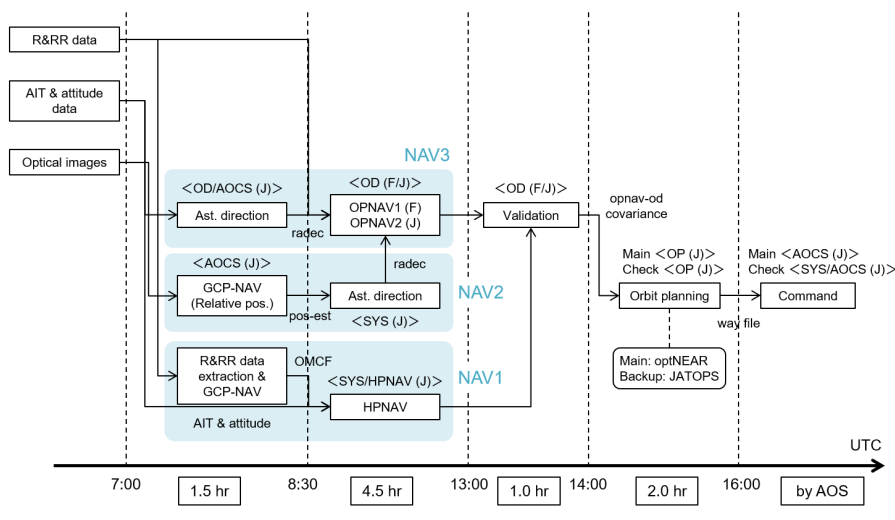 R&RR data
AIT & attitude
data
Optical images
NAV3
<OD/AOCS (J)>
Ast. direction
radec
<OD (F/J)>
OPNAV1 (F)
OPNAV2 (J)
<OD (F/J)>
Validation
opnav-od
covariance
radec
<AOCS (J)>
GCP-NAV
(Relative pos.)
pos-est
Ast. direction
<SYS (J)>
NAV2
Main <OP (J)>
Check <OP (J)>
Orbit planning
way file
Main <AOCS (J)>
Check <SYS/AOCS (J)>
Command
Main: optNEAR
Backup: JATOPS
R&RR data
extraction &
GCP-NAV
OMCF
AIT & attitude
<SYS/HPNAV (J)>
HPNAV
NAV1
UTC
7:00
8:30
13:00
14:00
16:00
1.5 hr
4.5 hr
1.0 hr
2.0 hr
by AOS